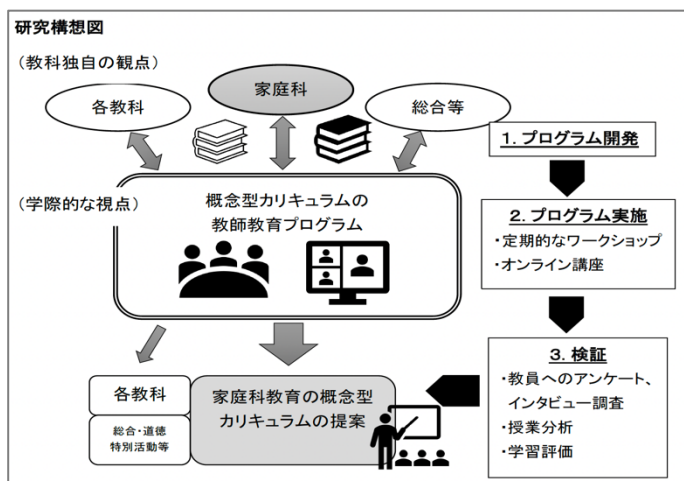 研究構想図
（教科独自の観点）
各教科
家庭科
総合等
（学際的な視点）
概念型カリキュラムの
教師教育プログラム
各教科
総合・道徳
特別活動等
家庭科教育の概念型
カリキュラムの提案
1. プログラム開発
2. プログラム実施
・定期的なワークショップ
・オンライン講座
3. 検証
・教員へのアンケート、
インタビュー調査
・授業分析
・学習評価